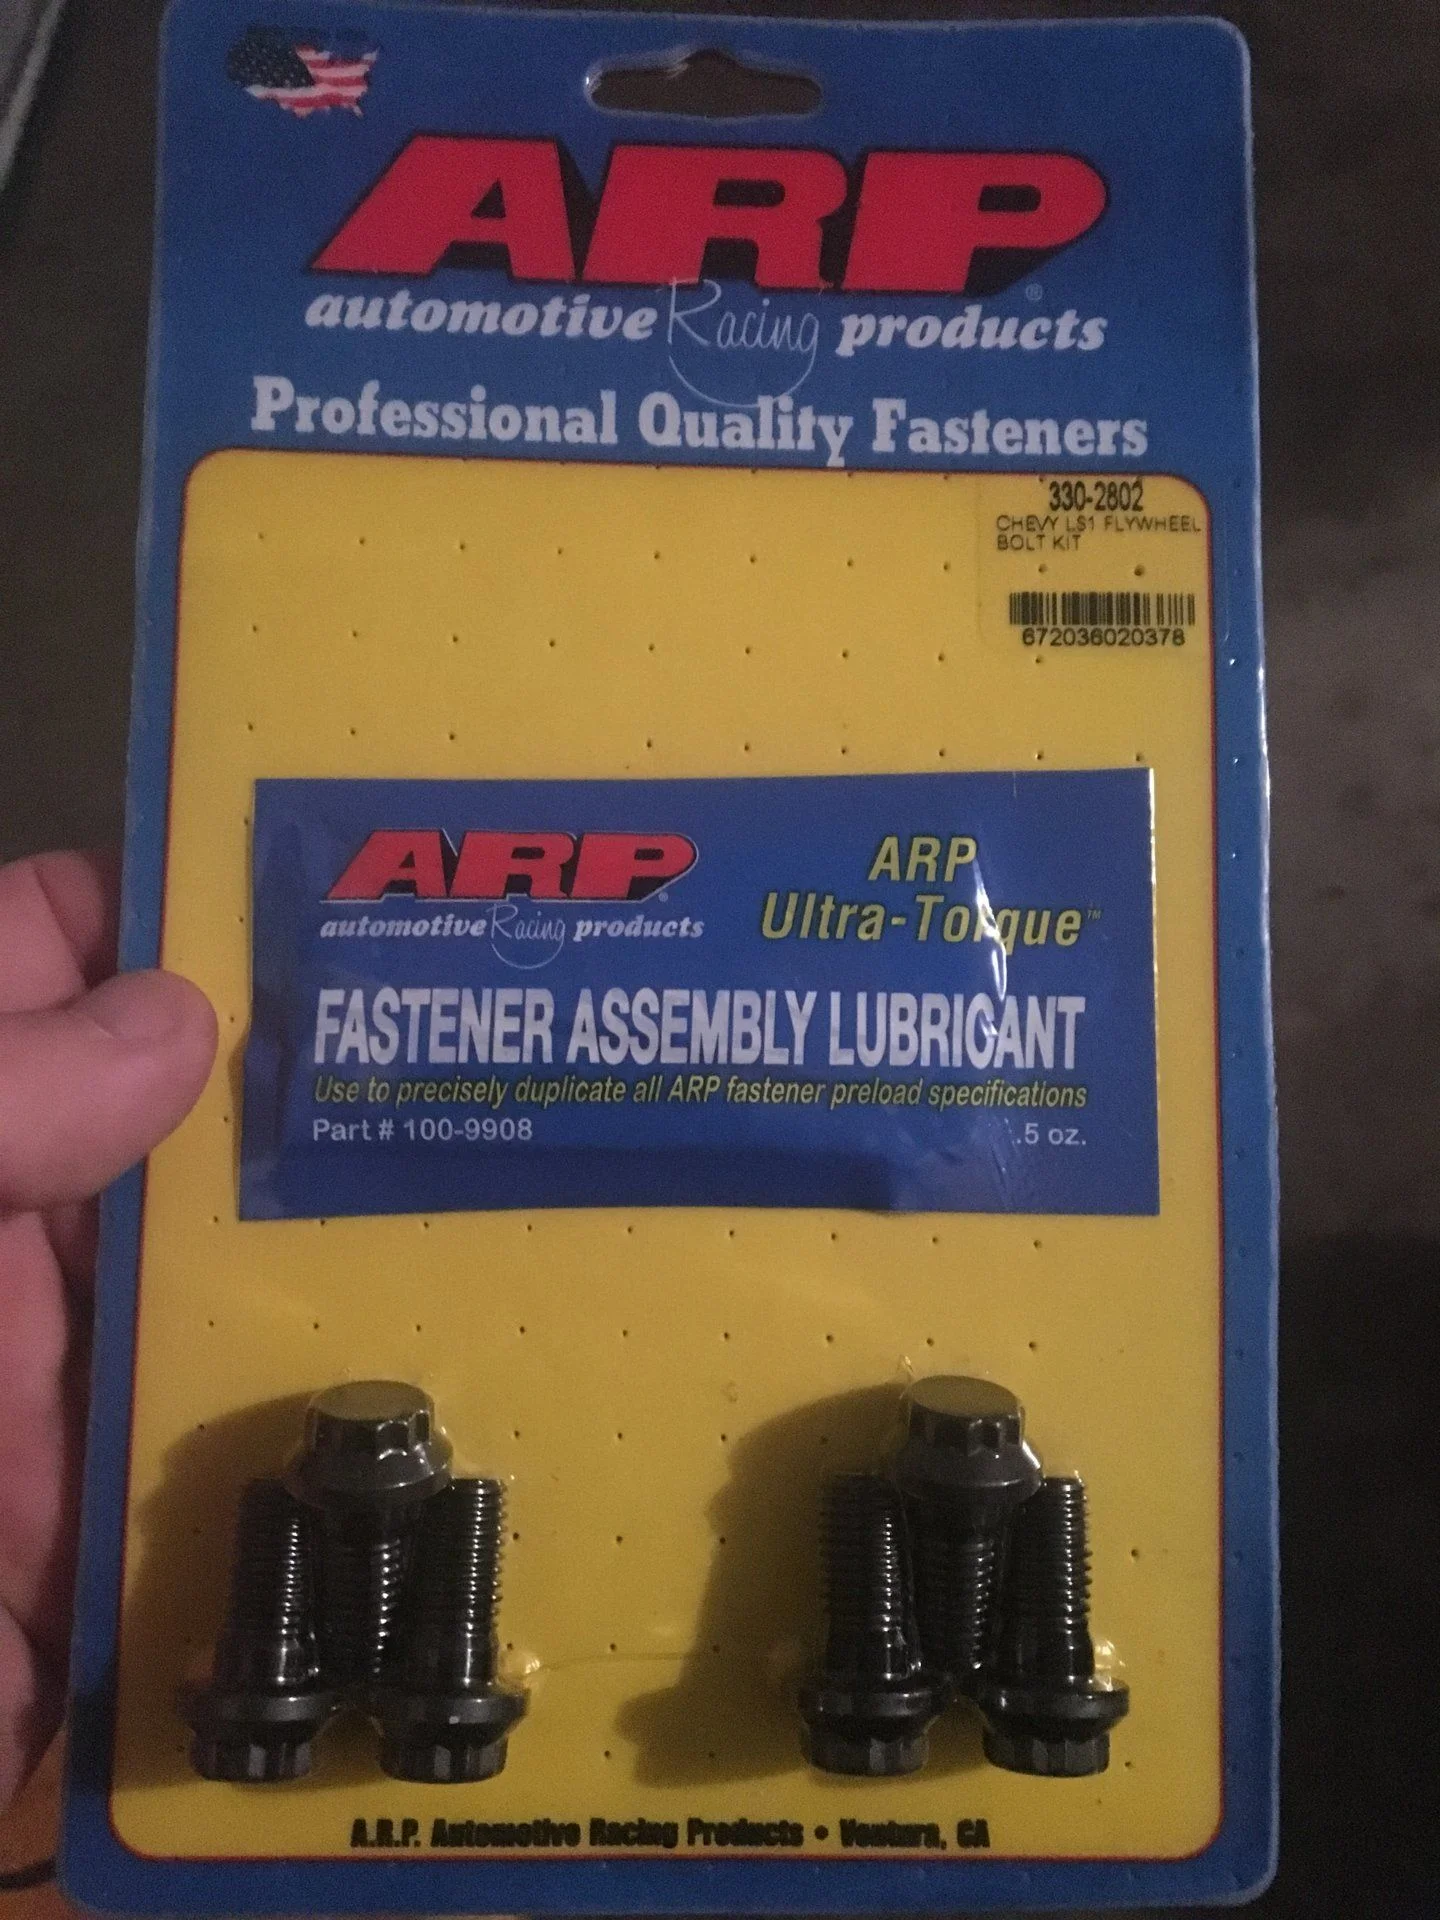 ARP®
automotive Racing products
Professional Quality Fasteners
330-2802
CHEVY LS1 FLYWHEEL
BOLT KIT
672036020378
ARP®
automotive Racing products
ARP
Ultra-Torque™
FASTENER ASSEMBLY LUBRICANT
Use to precisely duplicate all ARP fastener preload specifications
Part # 100-9908
.5 oz.
A.R.P. Automotive Racing Products • Ventura, CA